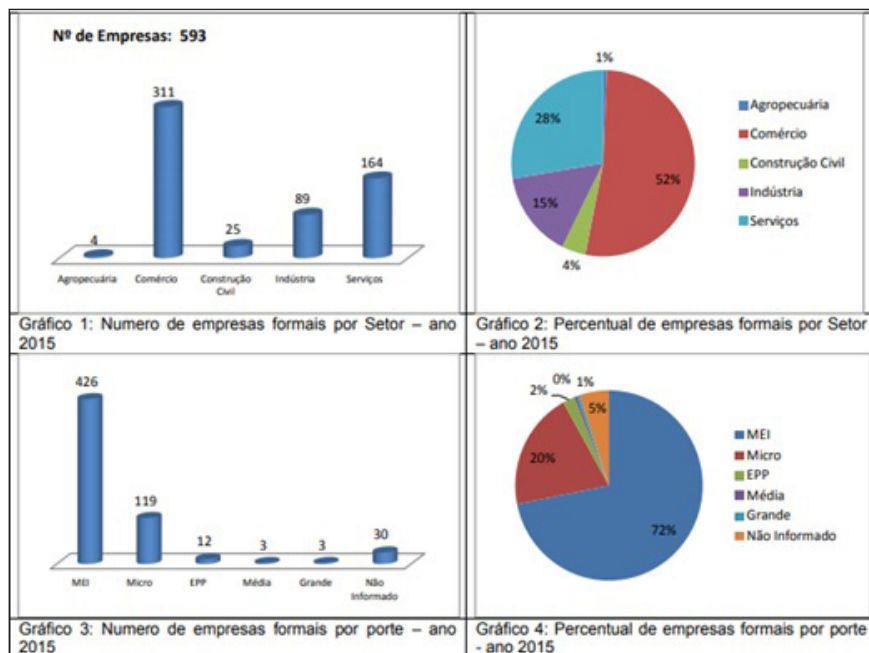 Nº de Empresas: 593
311
164
89
25
4
Agropecuária
Comércio
Construção
Civil
Indústria
Serviços
1%
28%
52%
15%
4%
Agropecuária
Comércio
Construção Civil
Indústria
Serviços
Gráfico 1: Numero de empresas formais por Setor – ano
2015
Gráfico 2: Percentual de empresas formais por Setor
– ano 2015
426
119
12
3
3
30
MEI
Micro
EPP
Média
Grande
Não
Informado
0%
1%
2%
5%
20%
72%
MEI
Micro
EPP
Média
Grande
Não Informado
Gráfico 3: Numero de empresas formais por porte – ano
2015
Gráfico 4: Percentual de empresas formais por porte
- ano 2015